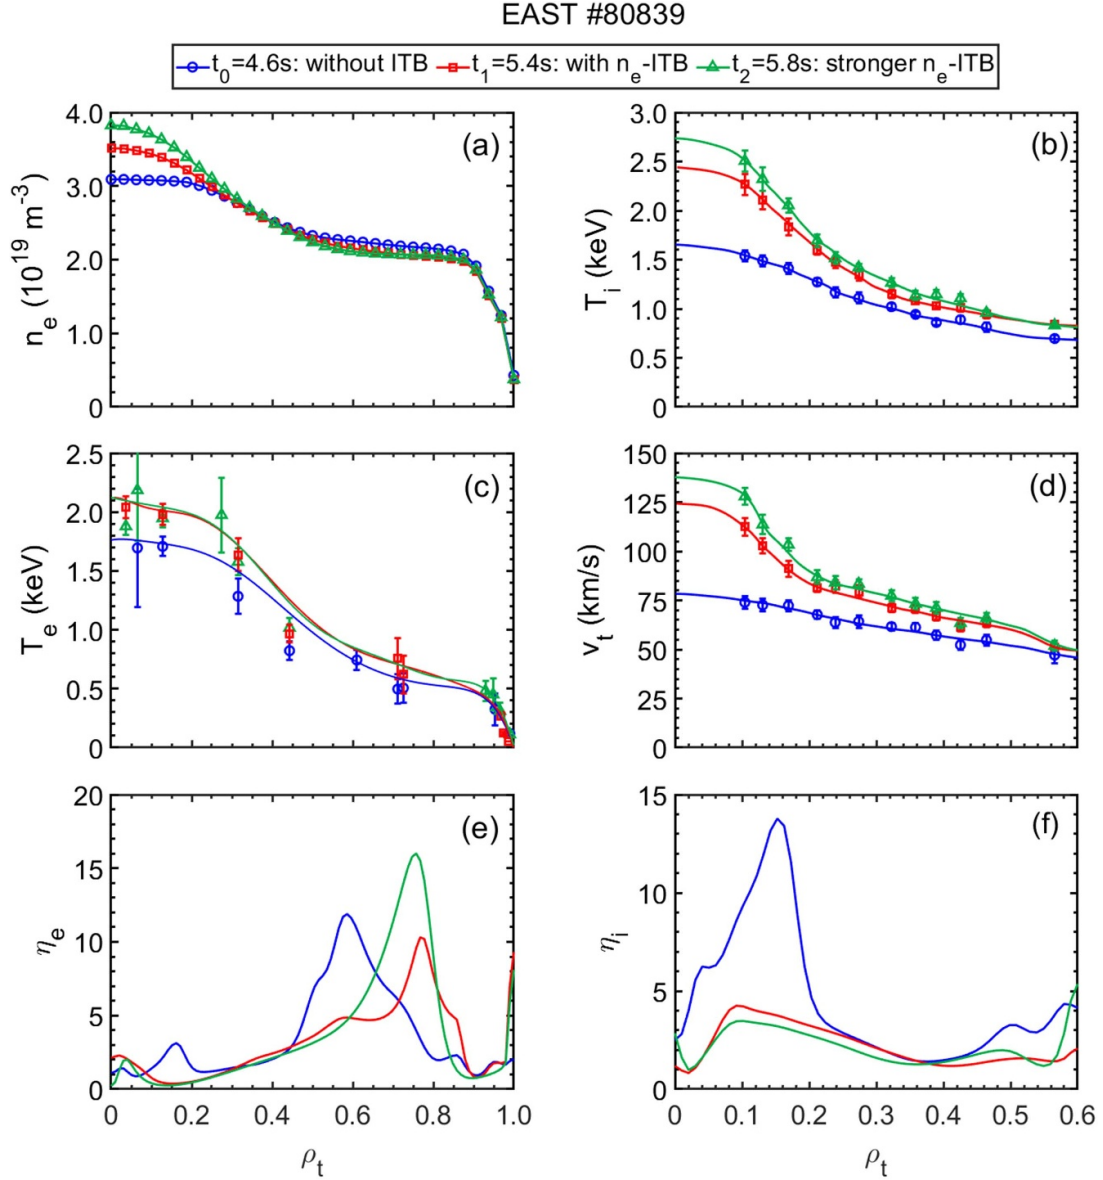 EAST #80839
t0=4.6s: without ITB t1=5.4s: with ne-ITB t2=5.8s: stronger ne-ITB
4.0 3.0 2.0 1.0 0
ne (10^19 m^-3)
(a)
3.0 2.5 2.0 1.5 1.0 0.5 0
Ti (keV)
(b)
2.5 2.0 1.5 1.0 0.5 0
Te (keV)
(c)
150 125 100 75 50 25 0
vt (km/s)
(d)
20 15 10 5 0
ηe
(e)
0 0.2 0.4 0.6 0.8 1.0
ρt
15 10 5 0
ηi
(f)
0 0.1 0.2 0.3 0.4 0.5 0.6
ρt